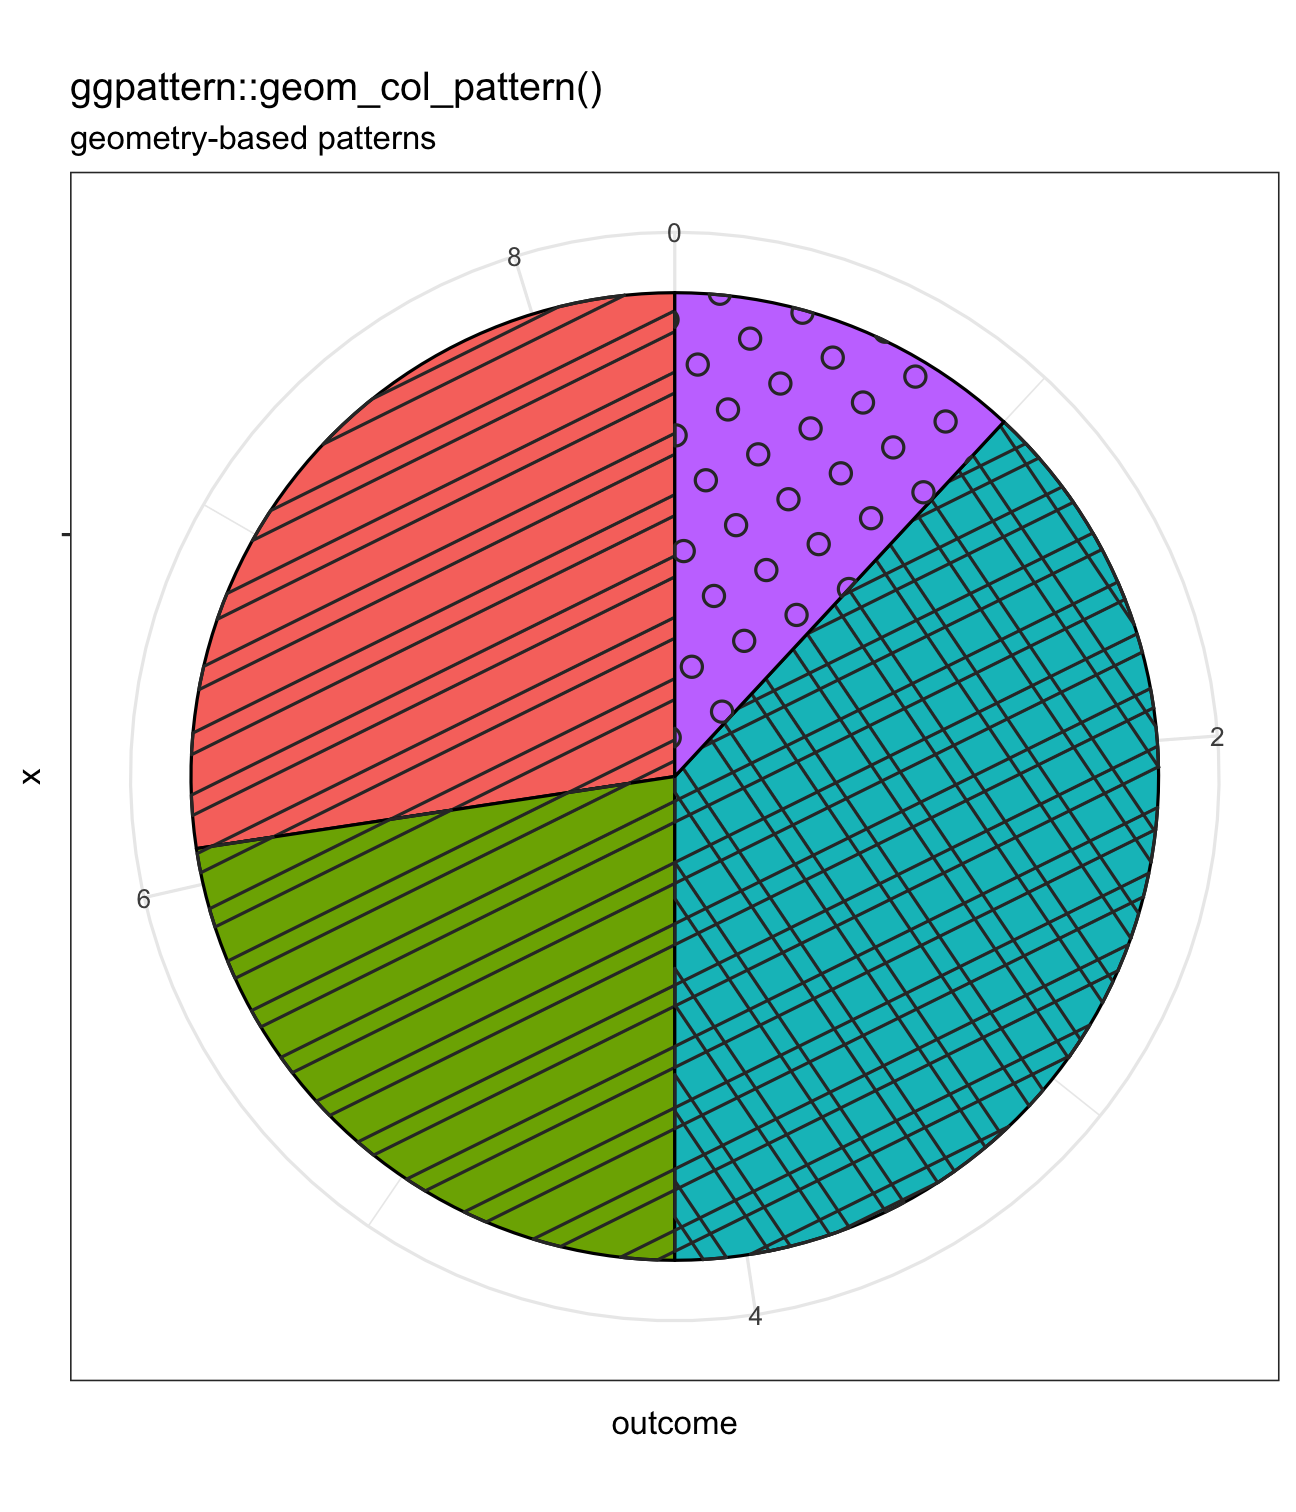 ggpattern::geom_col_pattern()
geometry-based patterns
0
8
2
x
6
4
outcome